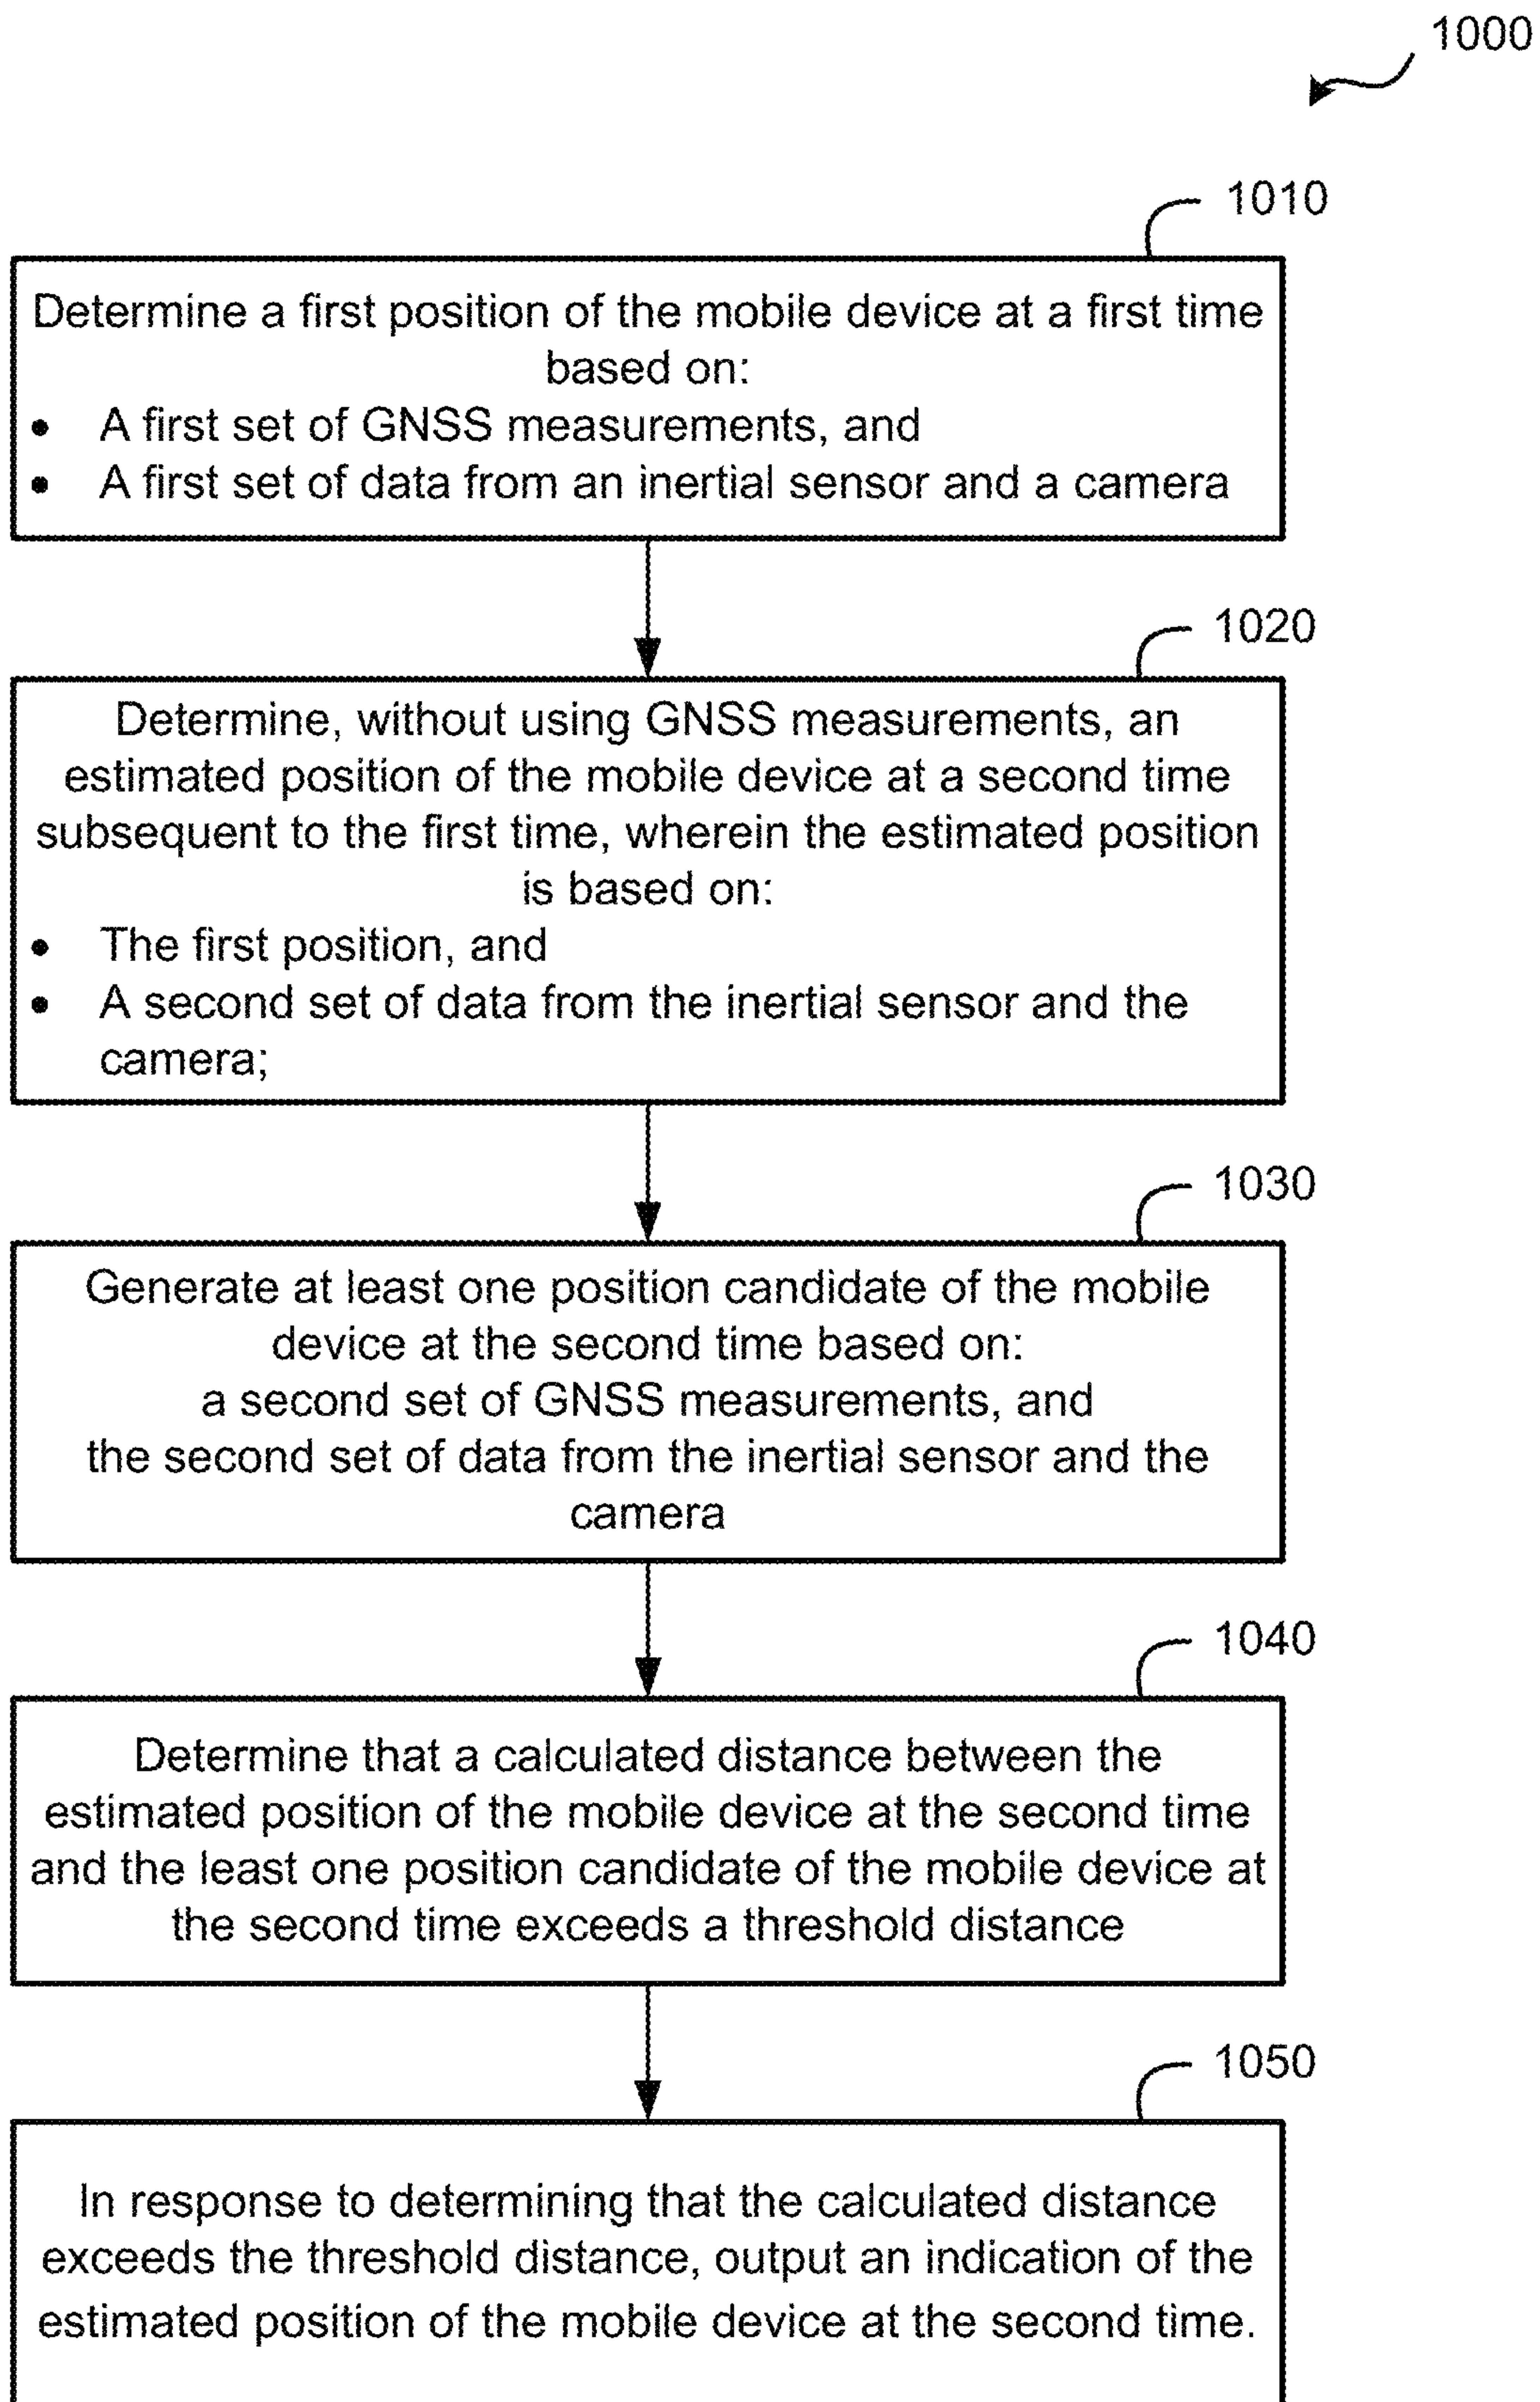 1000
1010
Determine a first position of the mobile device at a first time
based on:
• A first set of GNSS measurements, and
• A first set of data from an inertial sensor and a camera
1020
Determine, without using GNSS measurements, an
estimated position of the mobile device at a second time
subsequent to the first time, wherein the estimated position
is based on:
• The first position, and
• A second set of data from the inertial sensor and the
camera;
1030
Generate at least one position candidate of the mobile
device at the second time based on:
a second set of GNSS measurements, and
the second set of data from the inertial sensor and the
camera
1040
Determine that a calculated distance between the
estimated position of the mobile device at the second time
and the least one position candidate of the mobile device at
the second time exceeds a threshold distance
1050
In response to determining that the calculated distance
exceeds the threshold distance, output an indication of the
estimated position of the mobile device at the second time.